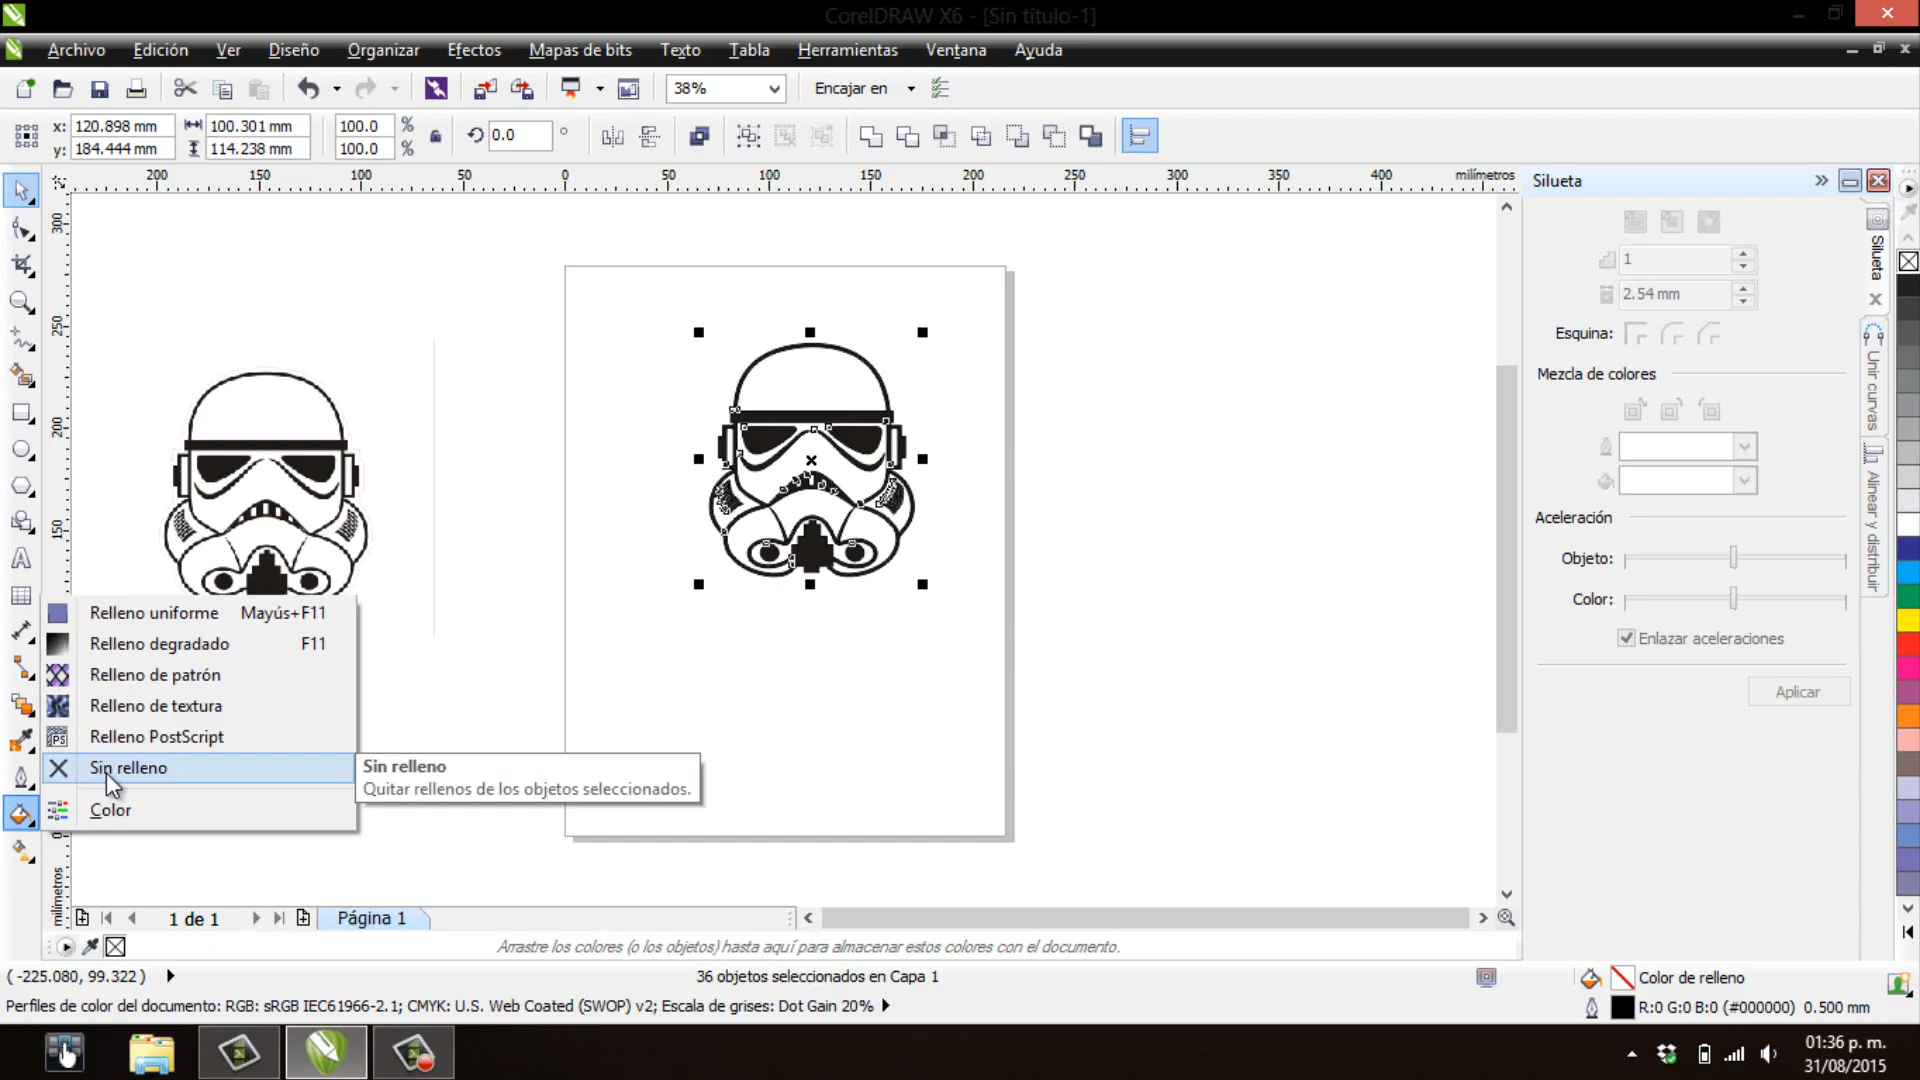 CorelDRAW X6 - [Sin título-1]
Archivo Edición Ver Diseño Organizar Efectos Mapas de bits Texto Tabla Herramientas Ventana Ayuda
38% Encajar en
x: 120.898 mm 100.301 mm 100.0 % 0.0 °
y: 184.444 mm 114.238 mm 100.0 %
200 150 100 50 0 50 100 150 200 250 300 350 400 milímetros
300
250
200
150
0
milímetros
Silueta
1
2.54 mm
Esquina:
Mezcla de colores
Aceleración
Objeto:
Color:
Enlazar aceleraciones
Aplicar
Silueta
Unir curvas
Alinear y distribuir
Relleno uniforme Mayús+F11
Relleno degradado F11
Relleno de patrón
Relleno de textura
Relleno PostScript
Sin relleno
Color
Sin relleno
Quitar rellenos de los objetos seleccionados.
1 de 1 Página 1
Arrastre los colores (o los objetos) hasta aquí para almacenar estos colores con el documento.
( -225.080, 99.322 ) 36 objetos seleccionados en Capa 1 Color de relleno
Perfiles de color del documento: RGB: sRGB IEC61966-2.1; CMYK: U.S. Web Coated (SWOP) v2; Escala de grises: Dot Gain 20% R:0 G:0 B:0 (#000000) 0.500 mm
01:36 p. m.
31/08/2015